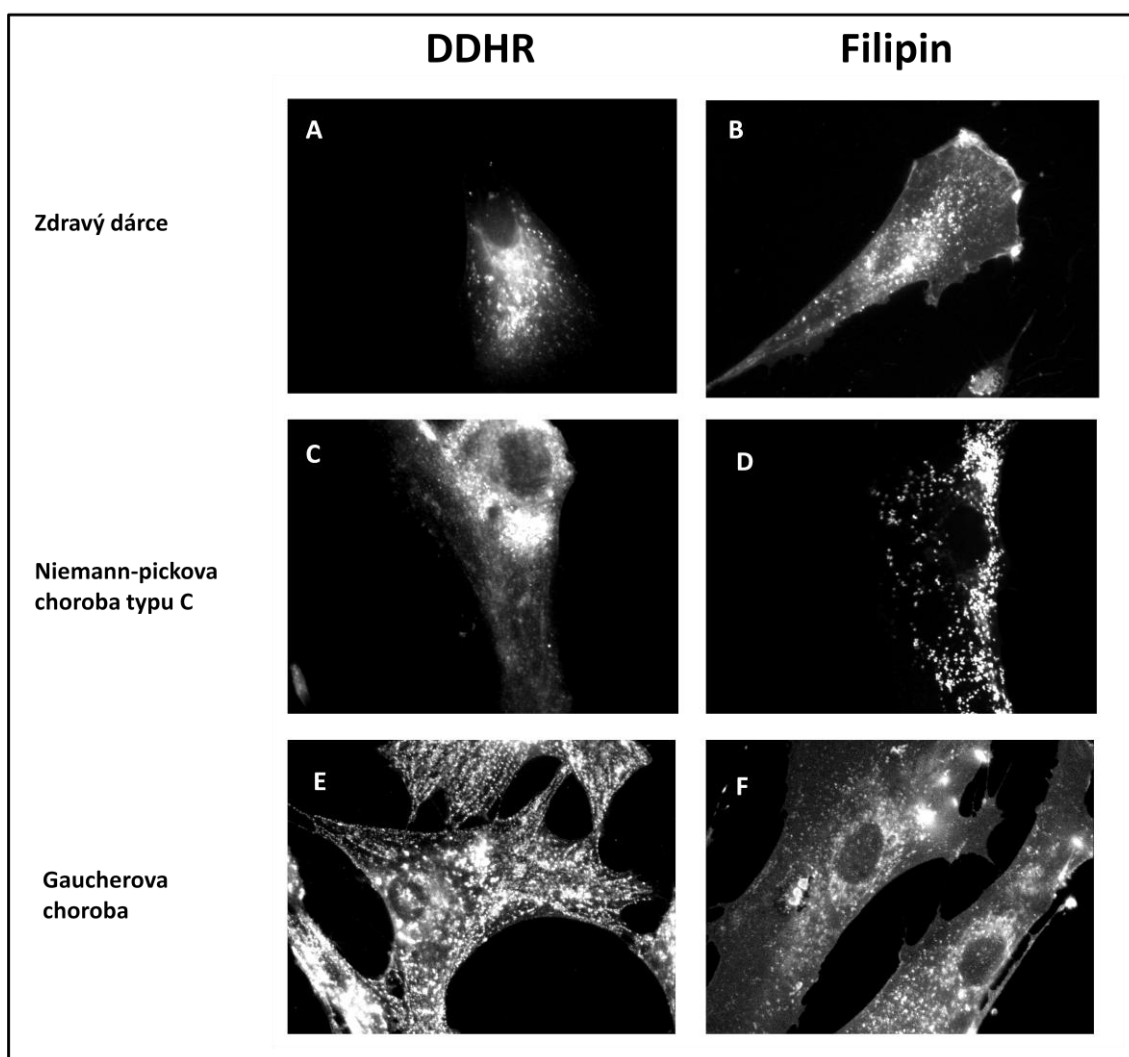 DDHR
Filipin
A
B
Zdravý dárce
C
D
Niemann-pickova
choroba typu C
E
F
Gaucherova
choroba